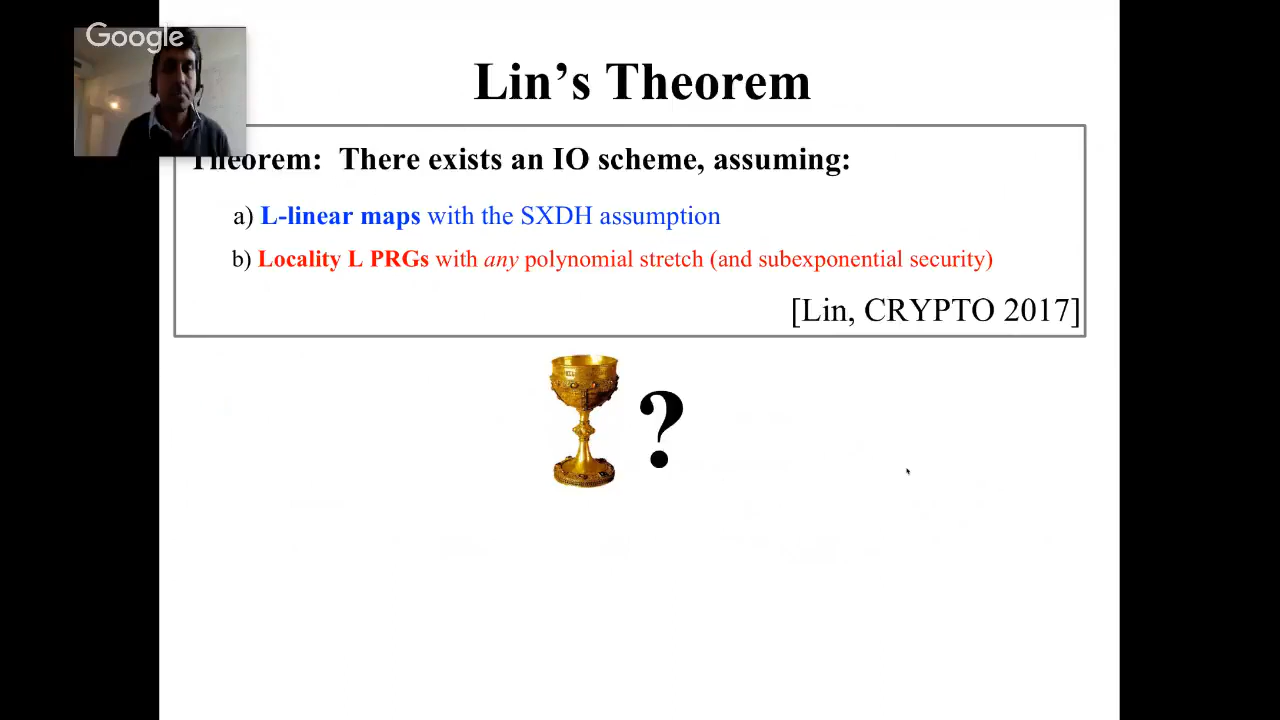 Google
Lin's Theorem
Theorem: There exists an IO scheme, assuming:
a) L-linear maps with the SXDH assumption
b) Locality L PRGs with any polynomial stretch (and subexponential security)
[Lin, CRYPTO 2017]
?